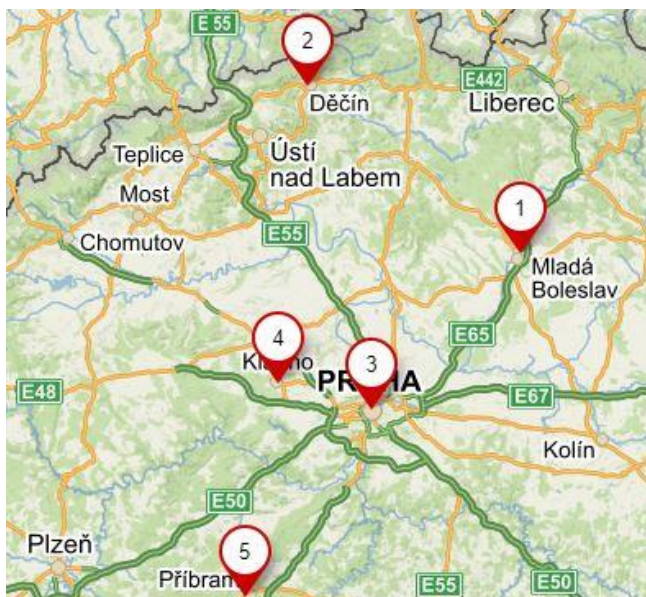 E 55
2
E442
Děčín
Liberec
Teplice
Ústí
nad Labem
Most
1
Chomutov
E55
Mladá
Boleslav
E65
4
3
E48
E67
Kolín
E50
Plzeň
5
Příbram
E55
E50